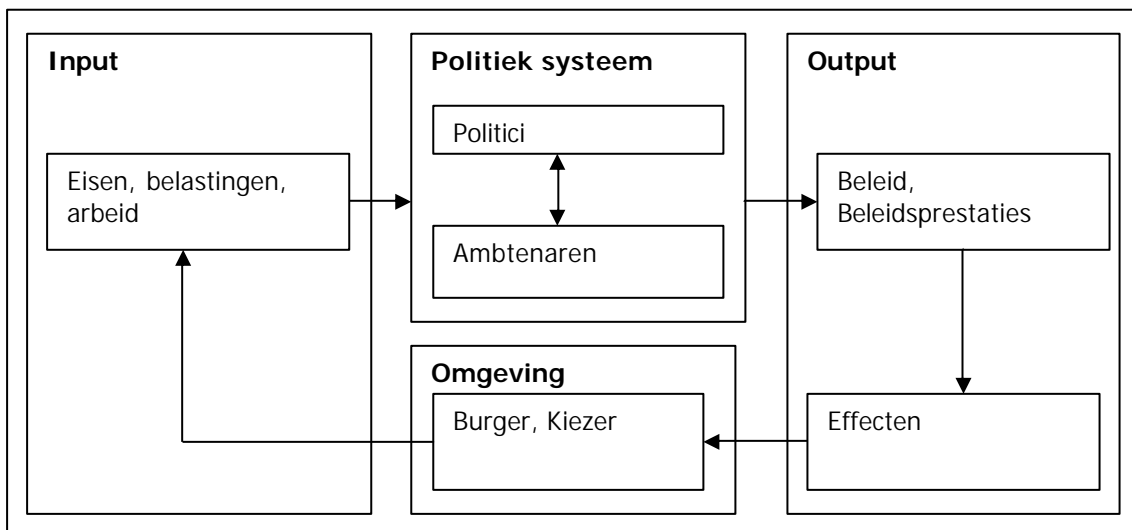 Input
Eisen, belastingen,
arbeid
Politiek systeem
Politici
Ambtenaren
Output
Beleid,
Beleidsprestaties
Omgeving
Burger, Kiezer
Effecten